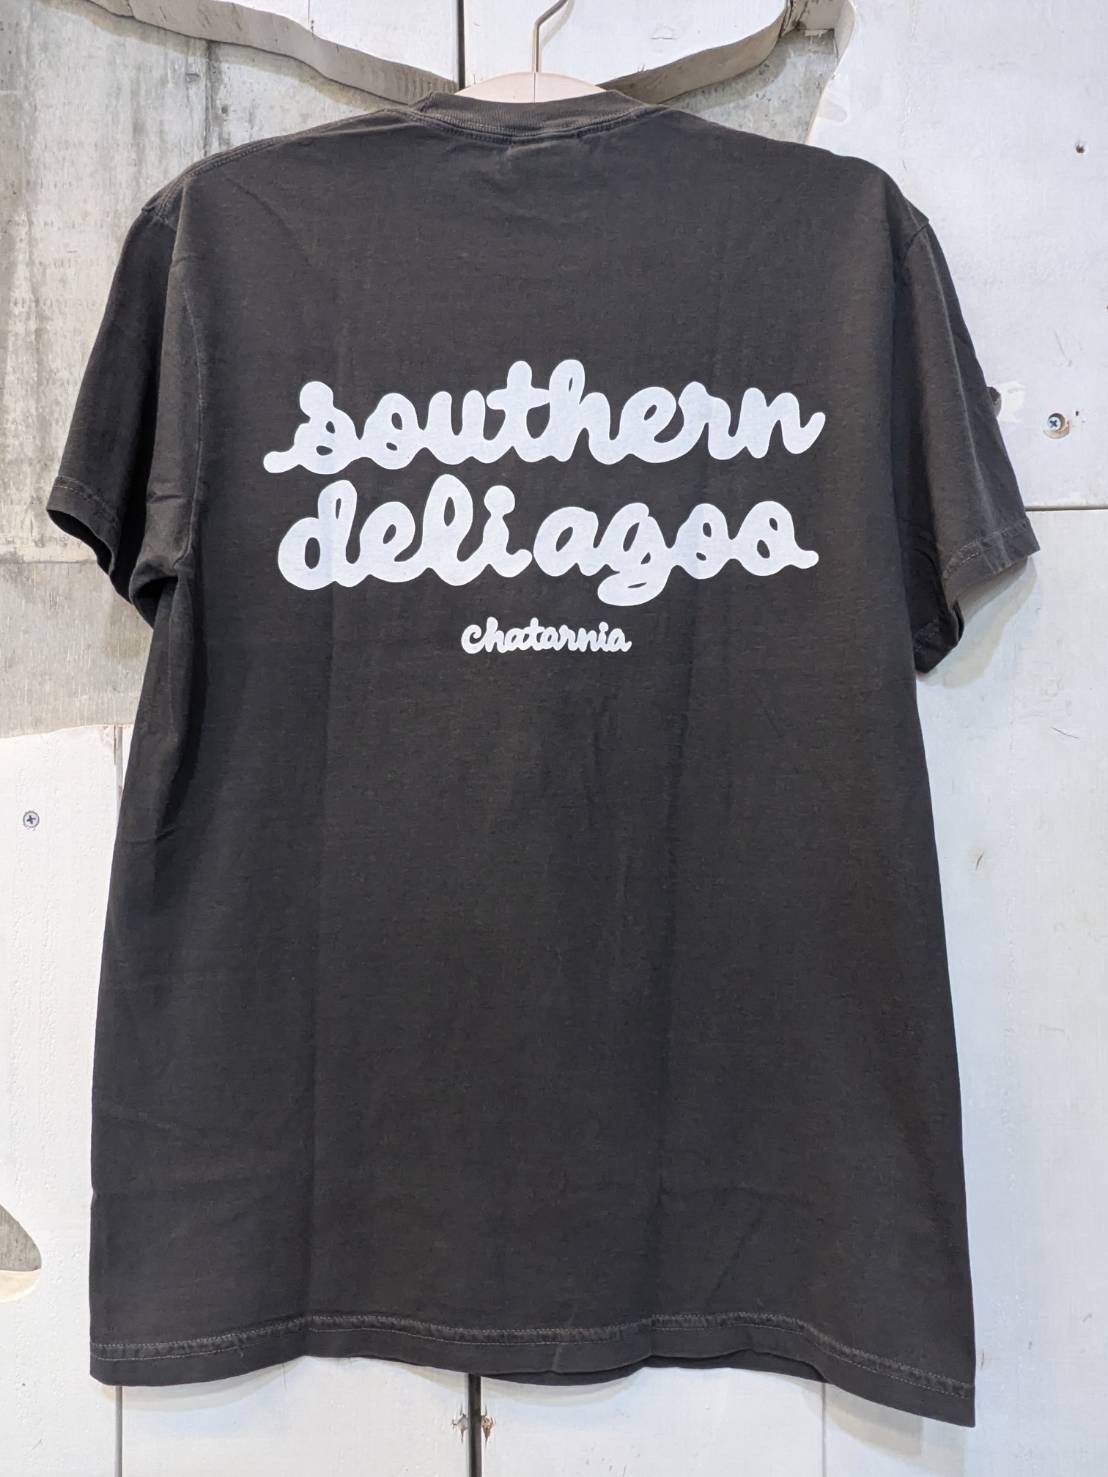 southern
deli agoo
chatarnia